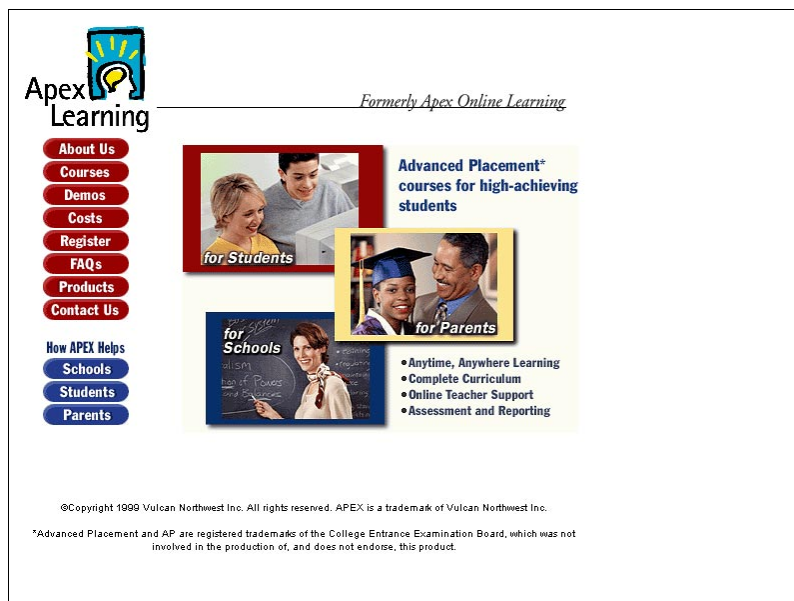 Apex
Learning
Formerly Apex Online Learning
About Us
Courses
Demos
Costs
Register
FAQs
Products
Contact Us
How APEX Helps
Schools
Students
Parents
Advanced Placement*
courses for high-achieving
students
for Students
for Parents
for
Schools
•Anytime, Anywhere Learning
•Complete Curriculum
•Online Teacher Support
•Assessment and Reporting
©Copyright 1999 Vulcan Northwest Inc. All rights reserved. APEX is a trademark of Vulcan Northwest Inc.
*Advanced Placement and AP are registered trademarks of the College Entrance Examination Board, which was not
involved in the production of, and does not endorse, this product.